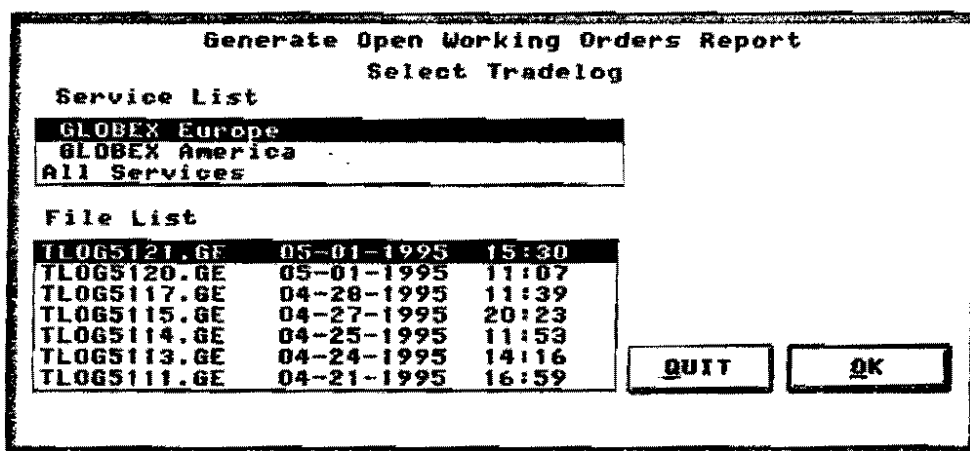 Generate Open Working Orders Report
Select Tradelog
Service List
GLOBEX Europe
GLOBEX America
All Services
File List
TLOG5121.GE 05-01-1995 15:30
TLOG5120.GE 05-01-1995 11:07
TLOG5117.GE 04-28-1995 11:39
TLOG5115.GE 04-27-1995 20:23
TLOG5114.GE 04-25-1995 11:53
TLOG5113.GE 04-24-1995 14:16
TLOG5111.GE 04-21-1995 16:59
QUIT OK